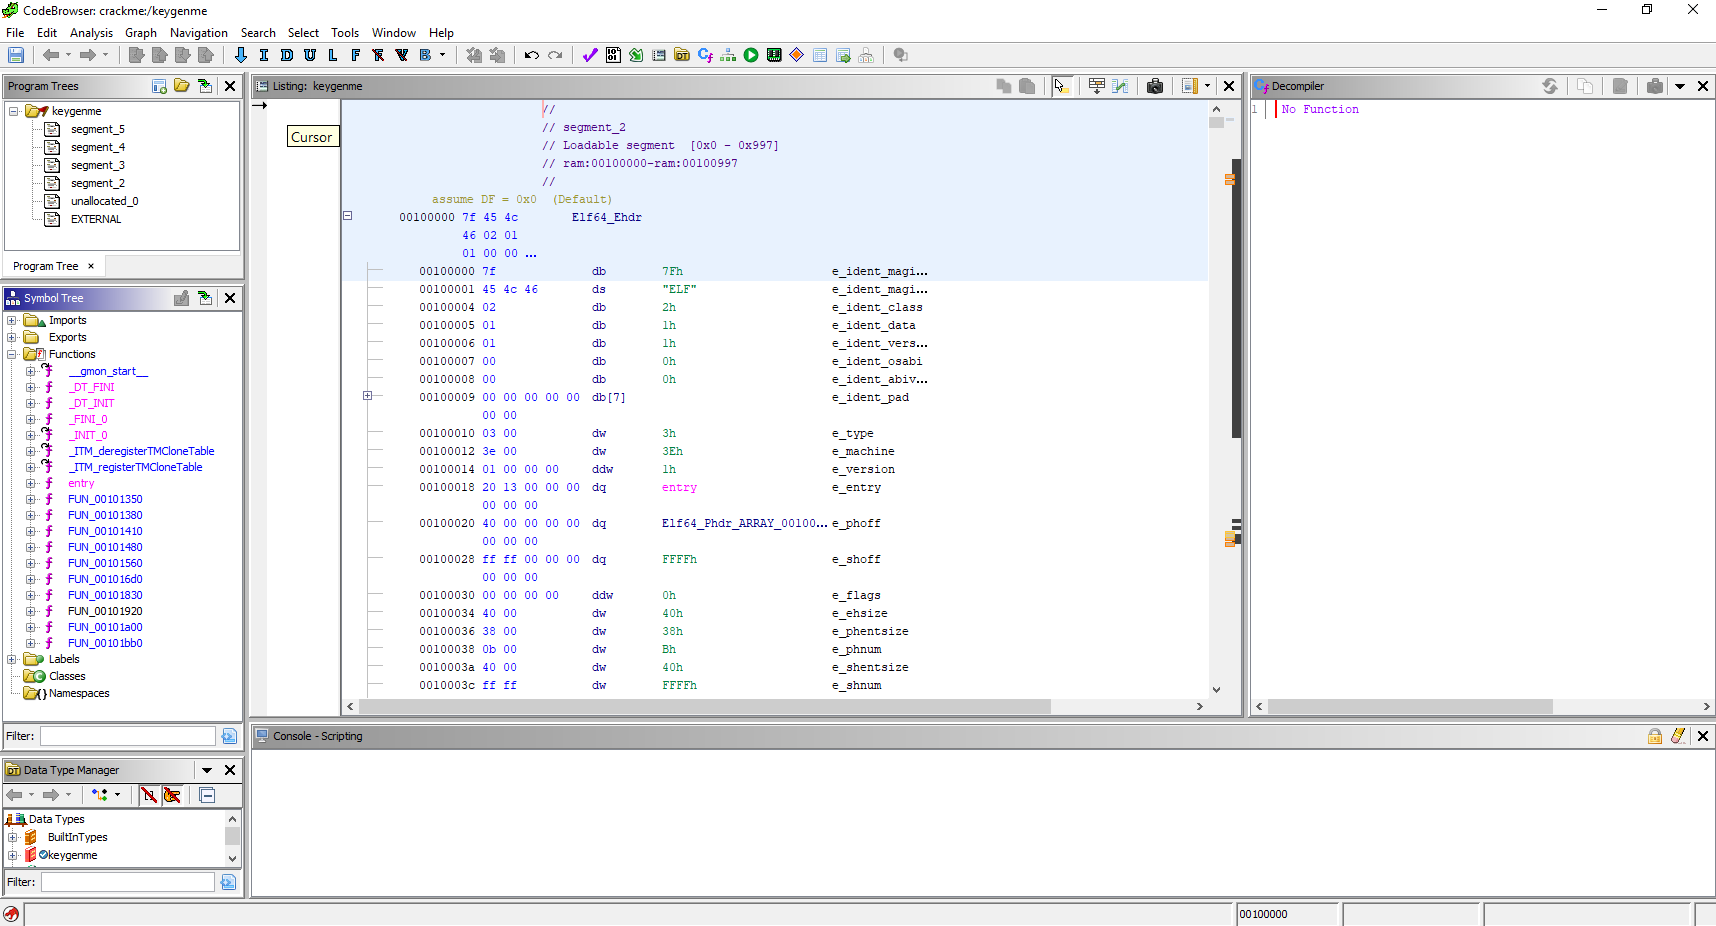 CodeBrowser: crackme:/keygenme
File Edit Analysis Graph Navigation Search Select Tools Window Help
I D U L F R V B
Program Trees
keygenme
segment_5
segment_4
segment_3
segment_2
unallocated_0
EXTERNAL
Program Tree ×
Symbol Tree
Imports
Exports
Functions
__gmon_start__
_DT_FINI
_DT_INIT
_FINI_0
_INIT_0
_ITM_deregisterTMCloneTable
_ITM_registerTMCloneTable
entry
FUN_00101350
FUN_00101380
FUN_00101410
FUN_00101480
FUN_00101560
FUN_001016d0
FUN_00101830
FUN_00101920
FUN_00101a00
FUN_00101bb0
Labels
Classes
Namespaces
Filter:
Data Type Manager
Data Types
BuiltInTypes
keygenme
Filter:
Listing: keygenme
Cursor
//
// segment_2
// Loadable segment [0x0 - 0x997]
// ram:00100000-ram:00100997
//
assume DF = 0x0 (Default)
00100000 7f 45 4c Elf64_Ehdr
46 02 01
01 00 00 ...
00100000 7f db 7Fh e_ident_magi...
00100001 45 4c 46 ds "ELF" e_ident_magi...
00100004 02 db 2h e_ident_class
00100005 01 db 1h e_ident_data
00100006 01 db 1h e_ident_vers...
00100007 00 db 0h e_ident_osabi
00100008 00 db 0h e_ident_abiv...
00100009 00 00 00 00 00 db[7] e_ident_pad
00 00
00100010 03 00 dw 3h e_type
00100012 3e 00 dw 3Eh e_machine
00100014 01 00 00 00 ddw 1h e_version
00100018 20 13 00 00 00 dq entry e_entry
00 00 00
00100020 40 00 00 00 00 dq Elf64_Phdr_ARRAY_00100... e_phoff
00 00 00
00100028 ff ff 00 00 00 dq FFFFh e_shoff
00 00 00
00100030 00 00 00 00 ddw 0h e_flags
00100034 40 00 dw 40h e_ehsize
00100036 38 00 dw 38h e_phentsize
00100038 0b 00 dw Bh e_phnum
0010003a 40 00 dw 40h e_shentsize
0010003c ff ff dw FFFFh e_shnum
Decompiler
1 No Function
Console - Scripting
00100000